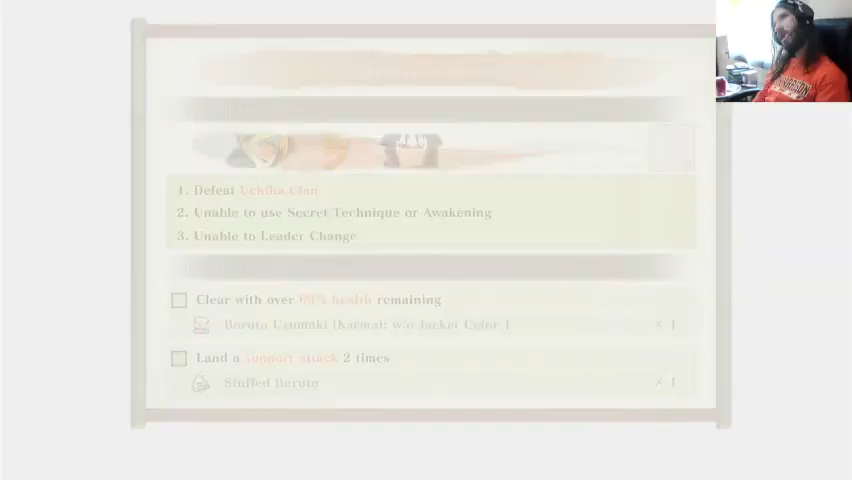 1. Defeat Uchiha Clan
2. Unable to use Secret Technique or Awakening
3. Unable to Leader Change
Clear with over 60% health remaining
Boruto Uzumaki (Karma): w/o Jacket Color 1 × 1
Land a support attack 2 times
Stuffed Boruto × 1